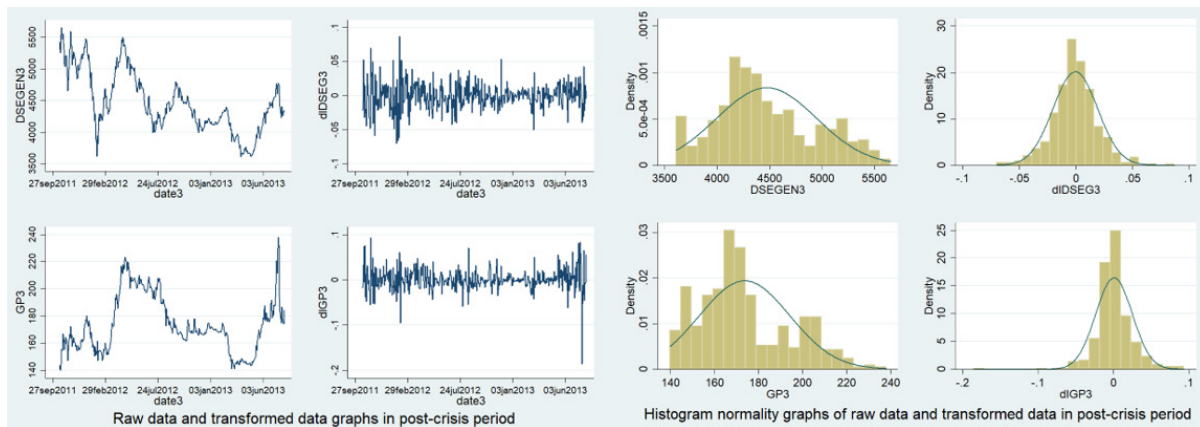 DSEGEN3
3500 4000 4500 5000 5500
27sep2011 29feb2012 24jul2012 03jan2013 03jun2013
date3
dlDSEG3
-.1 -.05 0 .05 .1
27sep2011 29feb2012 24jul2012 03jan2013 03jun2013
date3
Density
0 5.0e-04 .001 .0015
3500 4000 4500 5000 5500
DSEGEN3
Density
0 10 20 30
-.1 -.05 0 .05 .1
dlDSEG3
GP3
140 160 180 200 220 240
27sep2011 29feb2012 24jul2012 03jan2013 03jun2013
date3
dlGP3
-.2 -.1 0 .1
27sep2011 29feb2012 24jul2012 03jan2013 03jun2013
date3
Density
0 .01 .02 .03
140 160 180 200 220 240
GP3
Density
0 5 10 15 20 25
-.2 -.1 0 .1
dlGP3
Raw data and transformed data graphs in post-crisis period
Histogram normality graphs of raw data and transformed data in post-crisis period